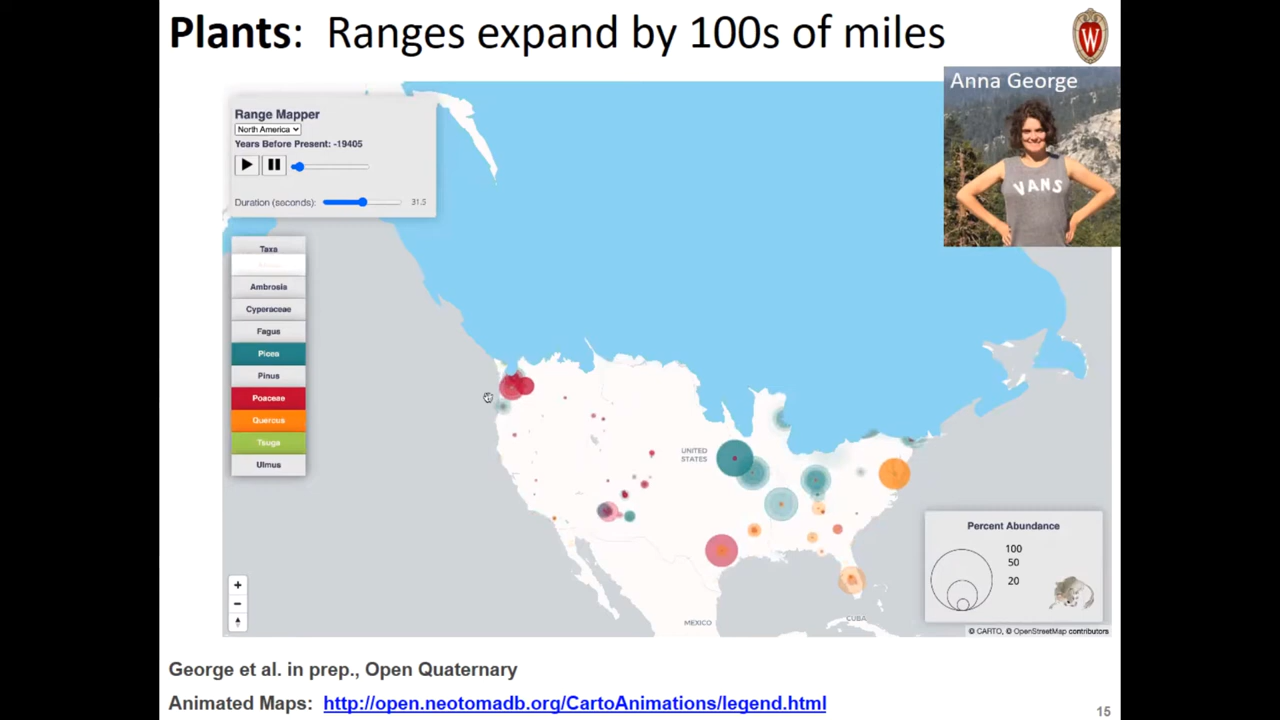 Plants: Ranges expand by 100s of miles
W
Anna George
VANS
Range Mapper
North America
Years Before Present: -19405
Duration (seconds): 31.5
Taxa
Ambrosia
Cyperaceae
Fagus
Picea
Pinus
Poaceae
Quercus
Tsuga
Ulmus
UNITED
STATES
MEXICO
CUBA
Percent Abundance
100
50
20
+
−
© CARTO, © OpenStreetMap contributors
George et al. in prep., Open Quaternary
Animated Maps: http://open.neotomadb.org/CartoAnimations/legend.html
15